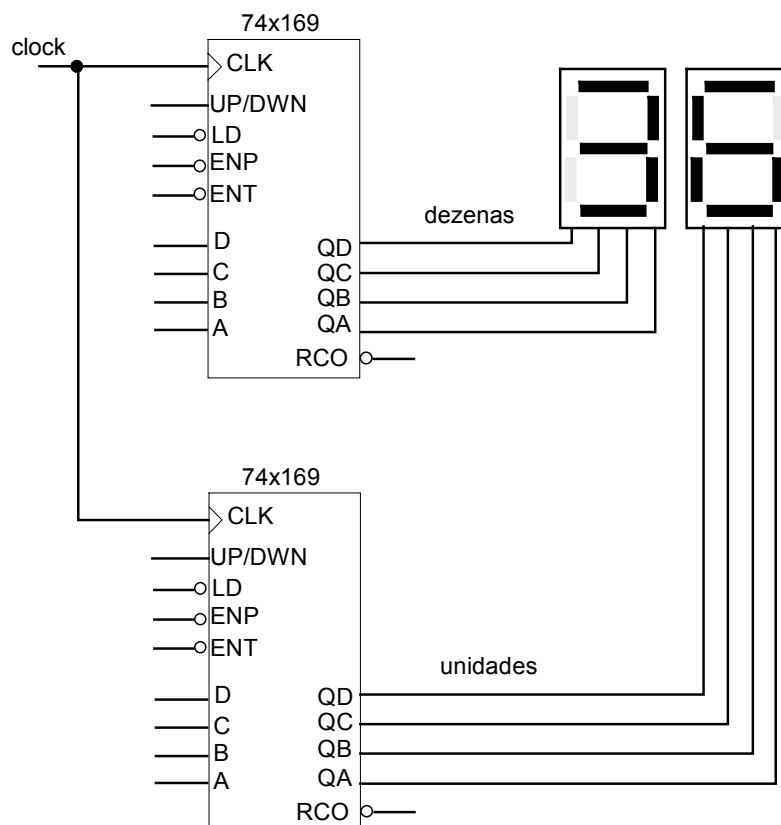 74x169
clock
CLK
UP/DWN
LD
ENP
ENT
D
C
B
A
QD
QC
QB
QA
RCO
dezenas
36
74x169
CLK
UP/DWN
LD
ENP
ENT
D
C
B
A
QD
QC
QB
QA
RCO
unidades